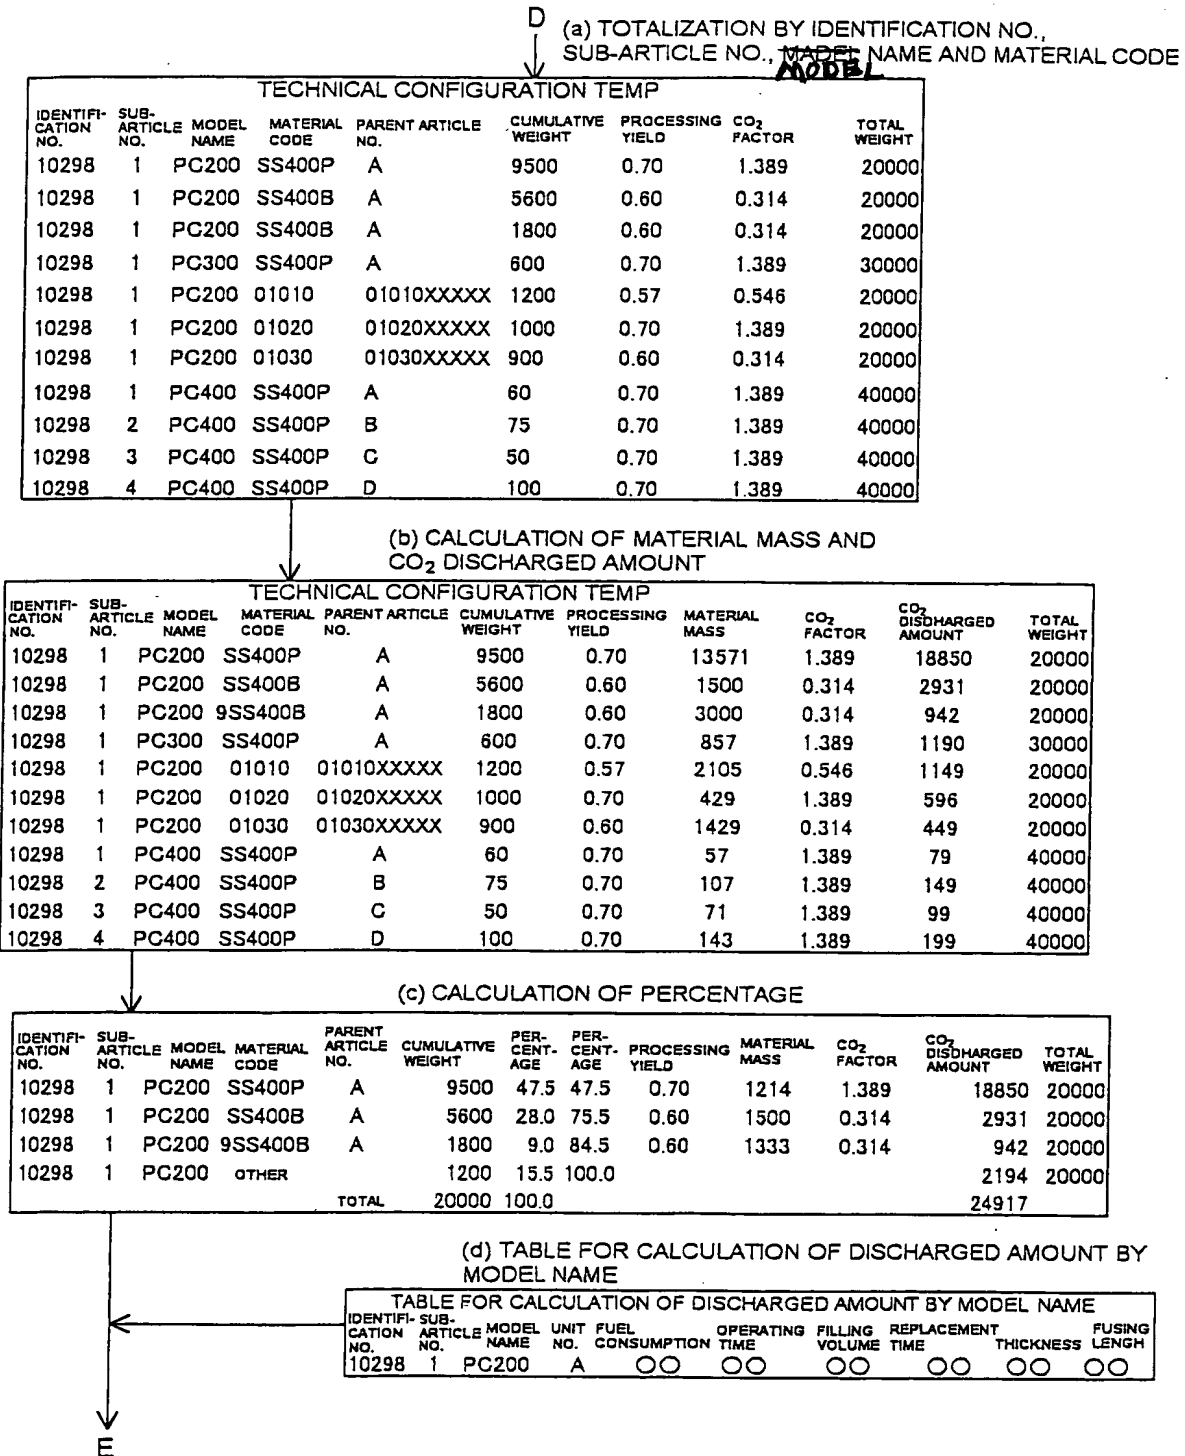 D
(a) TOTALIZATION BY IDENTIFICATION NO.,
SUB-ARTICLE NO., MADEL NAME AND MATERIAL CODE
MODEL
TECHNICAL CONFIGURATION TEMP
IDENTIFI-CATION NO. SUB-ARTICLE NO. MODEL NAME MATERIAL CODE PARENT ARTICLE NO. CUMULATIVE WEIGHT PROCESSING YIELD CO2 FACTOR TOTAL WEIGHT
10298 1 PC200 SS400P A 9500 0.70 1.389 20000
10298 1 PC200 SS400B A 5600 0.60 0.314 20000
10298 1 PC200 SS400B A 1800 0.60 0.314 20000
10298 1 PC300 SS400P A 600 0.70 1.389 30000
10298 1 PC200 01010 01010XXXXX 1200 0.57 0.546 20000
10298 1 PC200 01020 01020XXXXX 1000 0.70 1.389 20000
10298 1 PC200 01030 01030XXXXX 900 0.60 0.314 20000
10298 1 PC400 SS400P A 60 0.70 1.389 40000
10298 2 PC400 SS400P B 75 0.70 1.389 40000
10298 3 PC400 SS400P C 50 0.70 1.389 40000
10298 4 PC400 SS400P D 100 0.70 1.389 40000
(b) CALCULATION OF MATERIAL MASS AND
CO2 DISCHARGED AMOUNT
TECHNICAL CONFIGURATION TEMP
IDENTIFI-CATION NO. SUB-ARTICLE NO. MODEL NAME MATERIAL CODE PARENT ARTICLE NO. CUMULATIVE WEIGHT PROCESSING YIELD MATERIAL MASS CO2 FACTOR CO2 DISDHARGED AMOUNT TOTAL WEIGHT
10298 1 PC200 SS400P A 9500 0.70 13571 1.389 18850 20000
10298 1 PC200 SS400B A 5600 0.60 1500 0.314 2931 20000
10298 1 PC200 9SS400B A 1800 0.60 3000 0.314 942 20000
10298 1 PC300 SS400P A 600 0.70 857 1.389 1190 30000
10298 1 PC200 01010 01010XXXXX 1200 0.57 2105 0.546 1149 20000
10298 1 PC200 01020 01020XXXXX 1000 0.70 429 1.389 596 20000
10298 1 PC200 01030 01030XXXXX 900 0.60 1429 0.314 449 20000
10298 1 PC400 SS400P A 60 0.70 57 1.389 79 40000
10298 2 PC400 SS400P B 75 0.70 107 1.389 149 40000
10298 3 PC400 SS400P C 50 0.70 71 1.389 99 40000
10298 4 PC400 SS400P D 100 0.70 143 1.389 199 40000
(c) CALCULATION OF PERCENTAGE
IDENTIFI-CATION NO. SUB-ARTICLE NO. MODEL NAME MATERIAL CODE PARENT ARTICLE NO. CUMULATIVE WEIGHT PER-CENT-AGE PER-CENT-AGE PROCESSING YIELD MATERIAL MASS CO2 FACTOR CO2 DISDHARGED AMOUNT TOTAL WEIGHT
10298 1 PC200 SS400P A 9500 47.5 47.5 0.70 1214 1.389 18850 20000
10298 1 PC200 SS400B A 5600 28.0 75.5 0.60 1500 0.314 2931 20000
10298 1 PC200 9SS400B A 1800 9.0 84.5 0.60 1333 0.314 942 20000
10298 1 PC200 OTHER 1200 15.5 100.0 2194 20000
TOTAL 20000 100.0 24917
(d) TABLE FOR CALCULATION OF DISCHARGED AMOUNT BY
MODEL NAME
TABLE FOR CALCULATION OF DISCHARGED AMOUNT BY MODEL NAME
IDENTIFI-CATION NO. SUB-ARTICLE NO. MODEL NAME UNIT NO. FUEL CONSUMPTION OPERATING TIME FILLING VOLUME REPLACEMENT TIME THICKNESS FUSING LENGH
10298 1 PC200 A OO OO OO OO OO OO
E